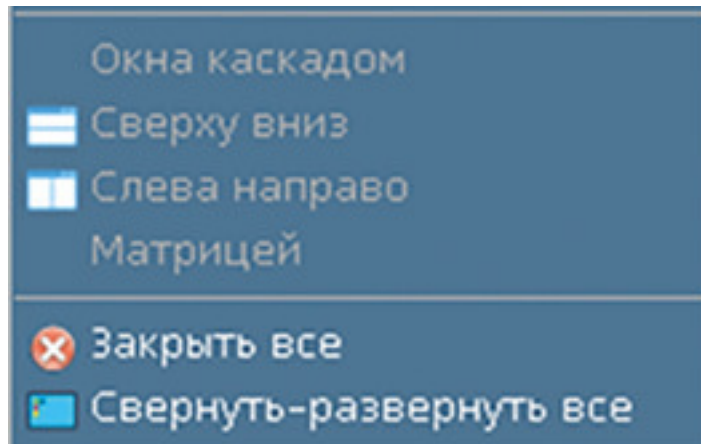 Окна каскадом
Сверху вниз
Слева направо
Матрицей
Закрыть все
Свернуть-развернуть все